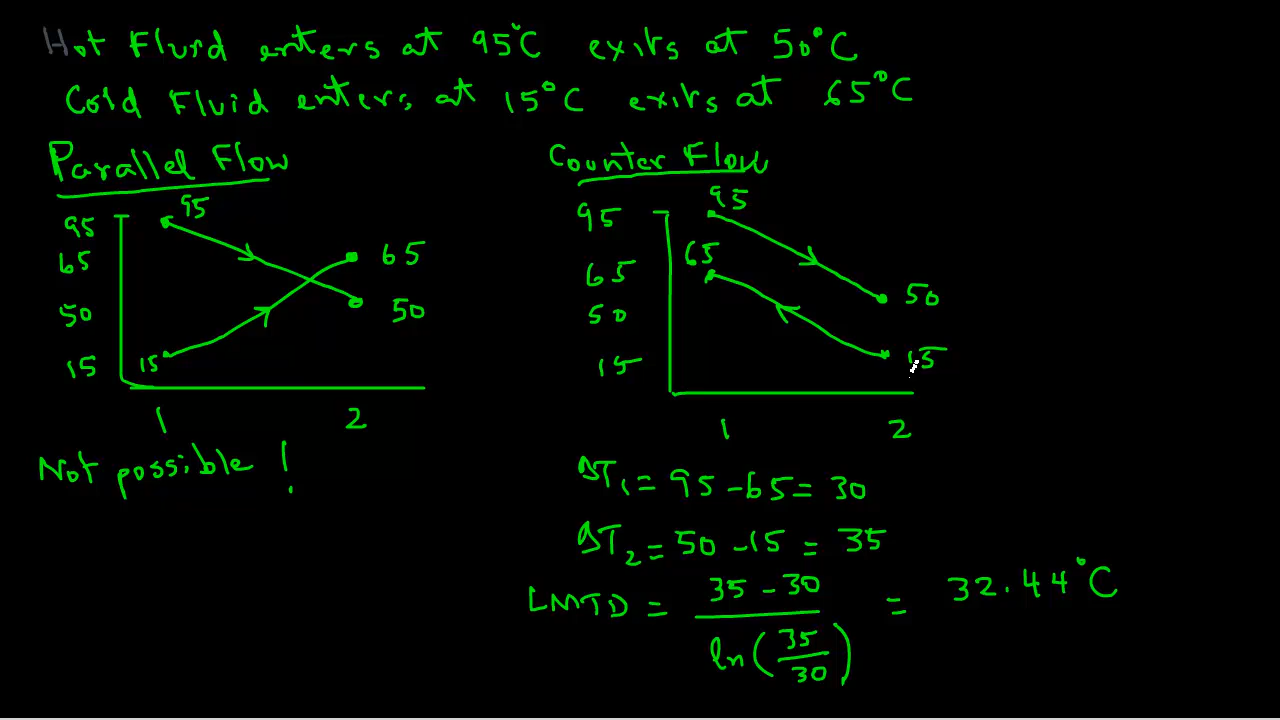 Hot Fluid enters at 95°C exits at 50°C
Cold Fluid enters at 15°C exits at 65°C
Parallel Flow
95
65
50
15
95
15
65
50
1 2
Not possible !
Counter Flow
95
65
50
15
95
65
50
15
1 2
ΔT₁ = 95 - 65 = 30
ΔT₂ = 50 - 15 = 35
LMTD = (35 - 30) / ln(35/30) = 32.44°C